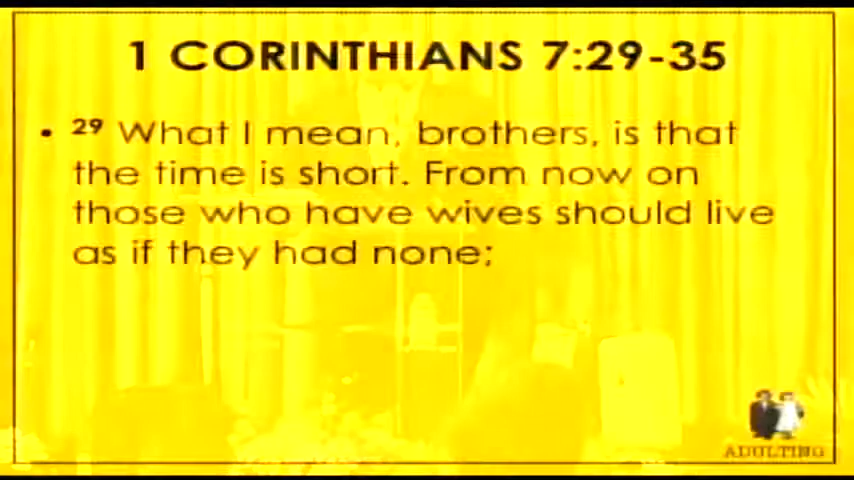 1 CORINTHIANS 7:29-35
• 29 What I mean, brothers, is that
the time is short. From now on
those who have wives should live
as if they had none;
ADULTING